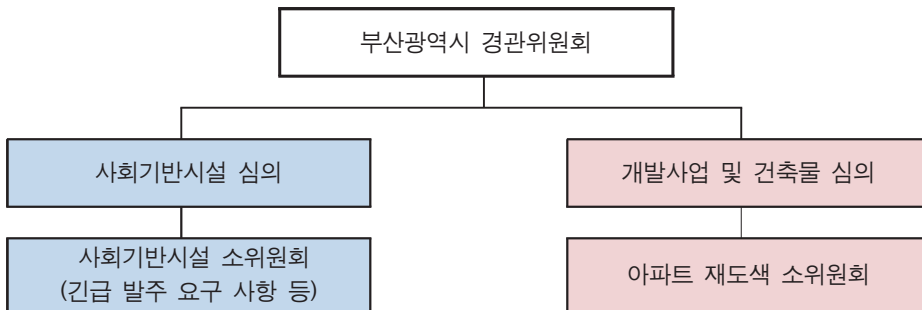 부산광역시 경관위원회
사회기반시설 심의
개발사업 및 건축물 심의
사회기반시설 소위원회
(긴급 발주 요구 사항 등)
아파트 재도색 소위원회